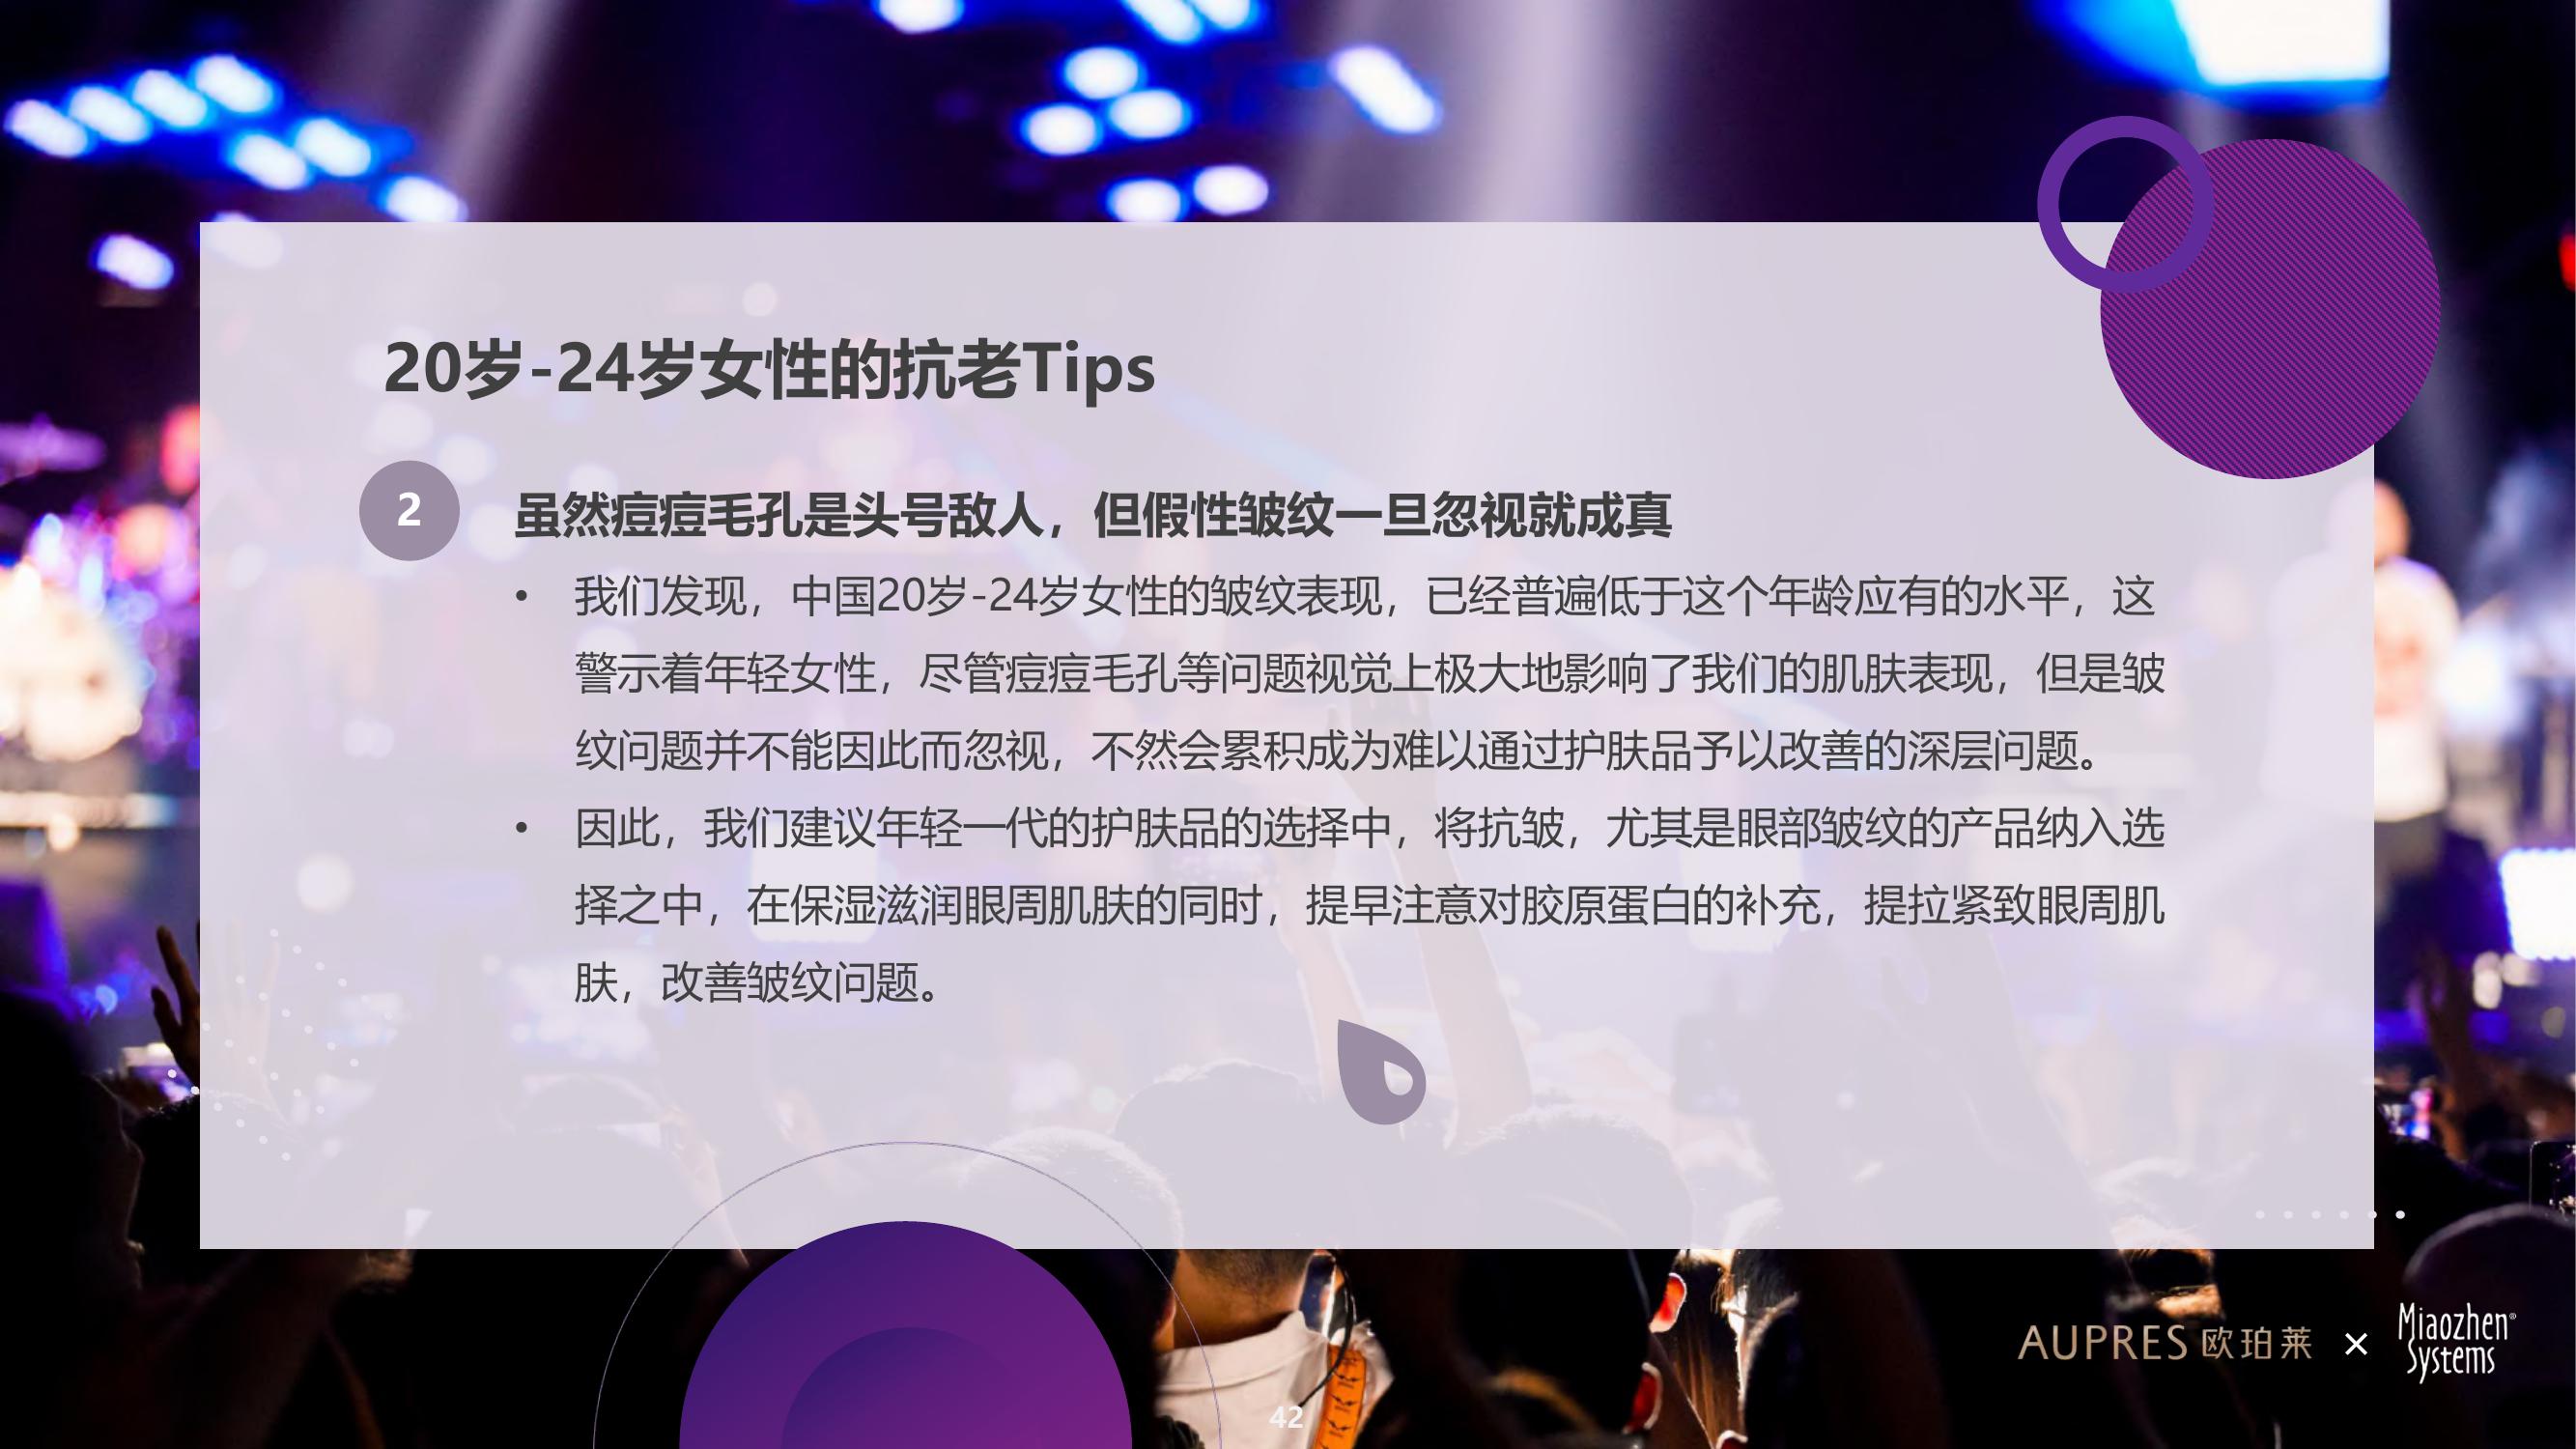 20岁-24岁女性的抗老Tips
2
虽然痘痘毛孔是头号敌人，但假性皱纹一旦忽视就成真
• 我们发现，中国20岁-24岁女性的皱纹表现，已经普遍低于这个年龄应有的水平，这
警示着年轻女性，尽管痘痘毛孔等问题视觉上极大地影响了我们的肌肤表现，但是皱
纹问题并不能因此而忽视，不然会累积成为难以通过护肤品予以改善的深层问题。
• 因此，我们建议年轻一代的护肤品的选择中，将抗皱，尤其是眼部皱纹的产品纳入选
择之中，在保湿滋润眼周肌肤的同时，提早注意对胶原蛋白的补充，提拉紧致眼周肌
肤，改善皱纹问题。
AUPRES 欧珀莱 × Miaozhen®
Systems
42